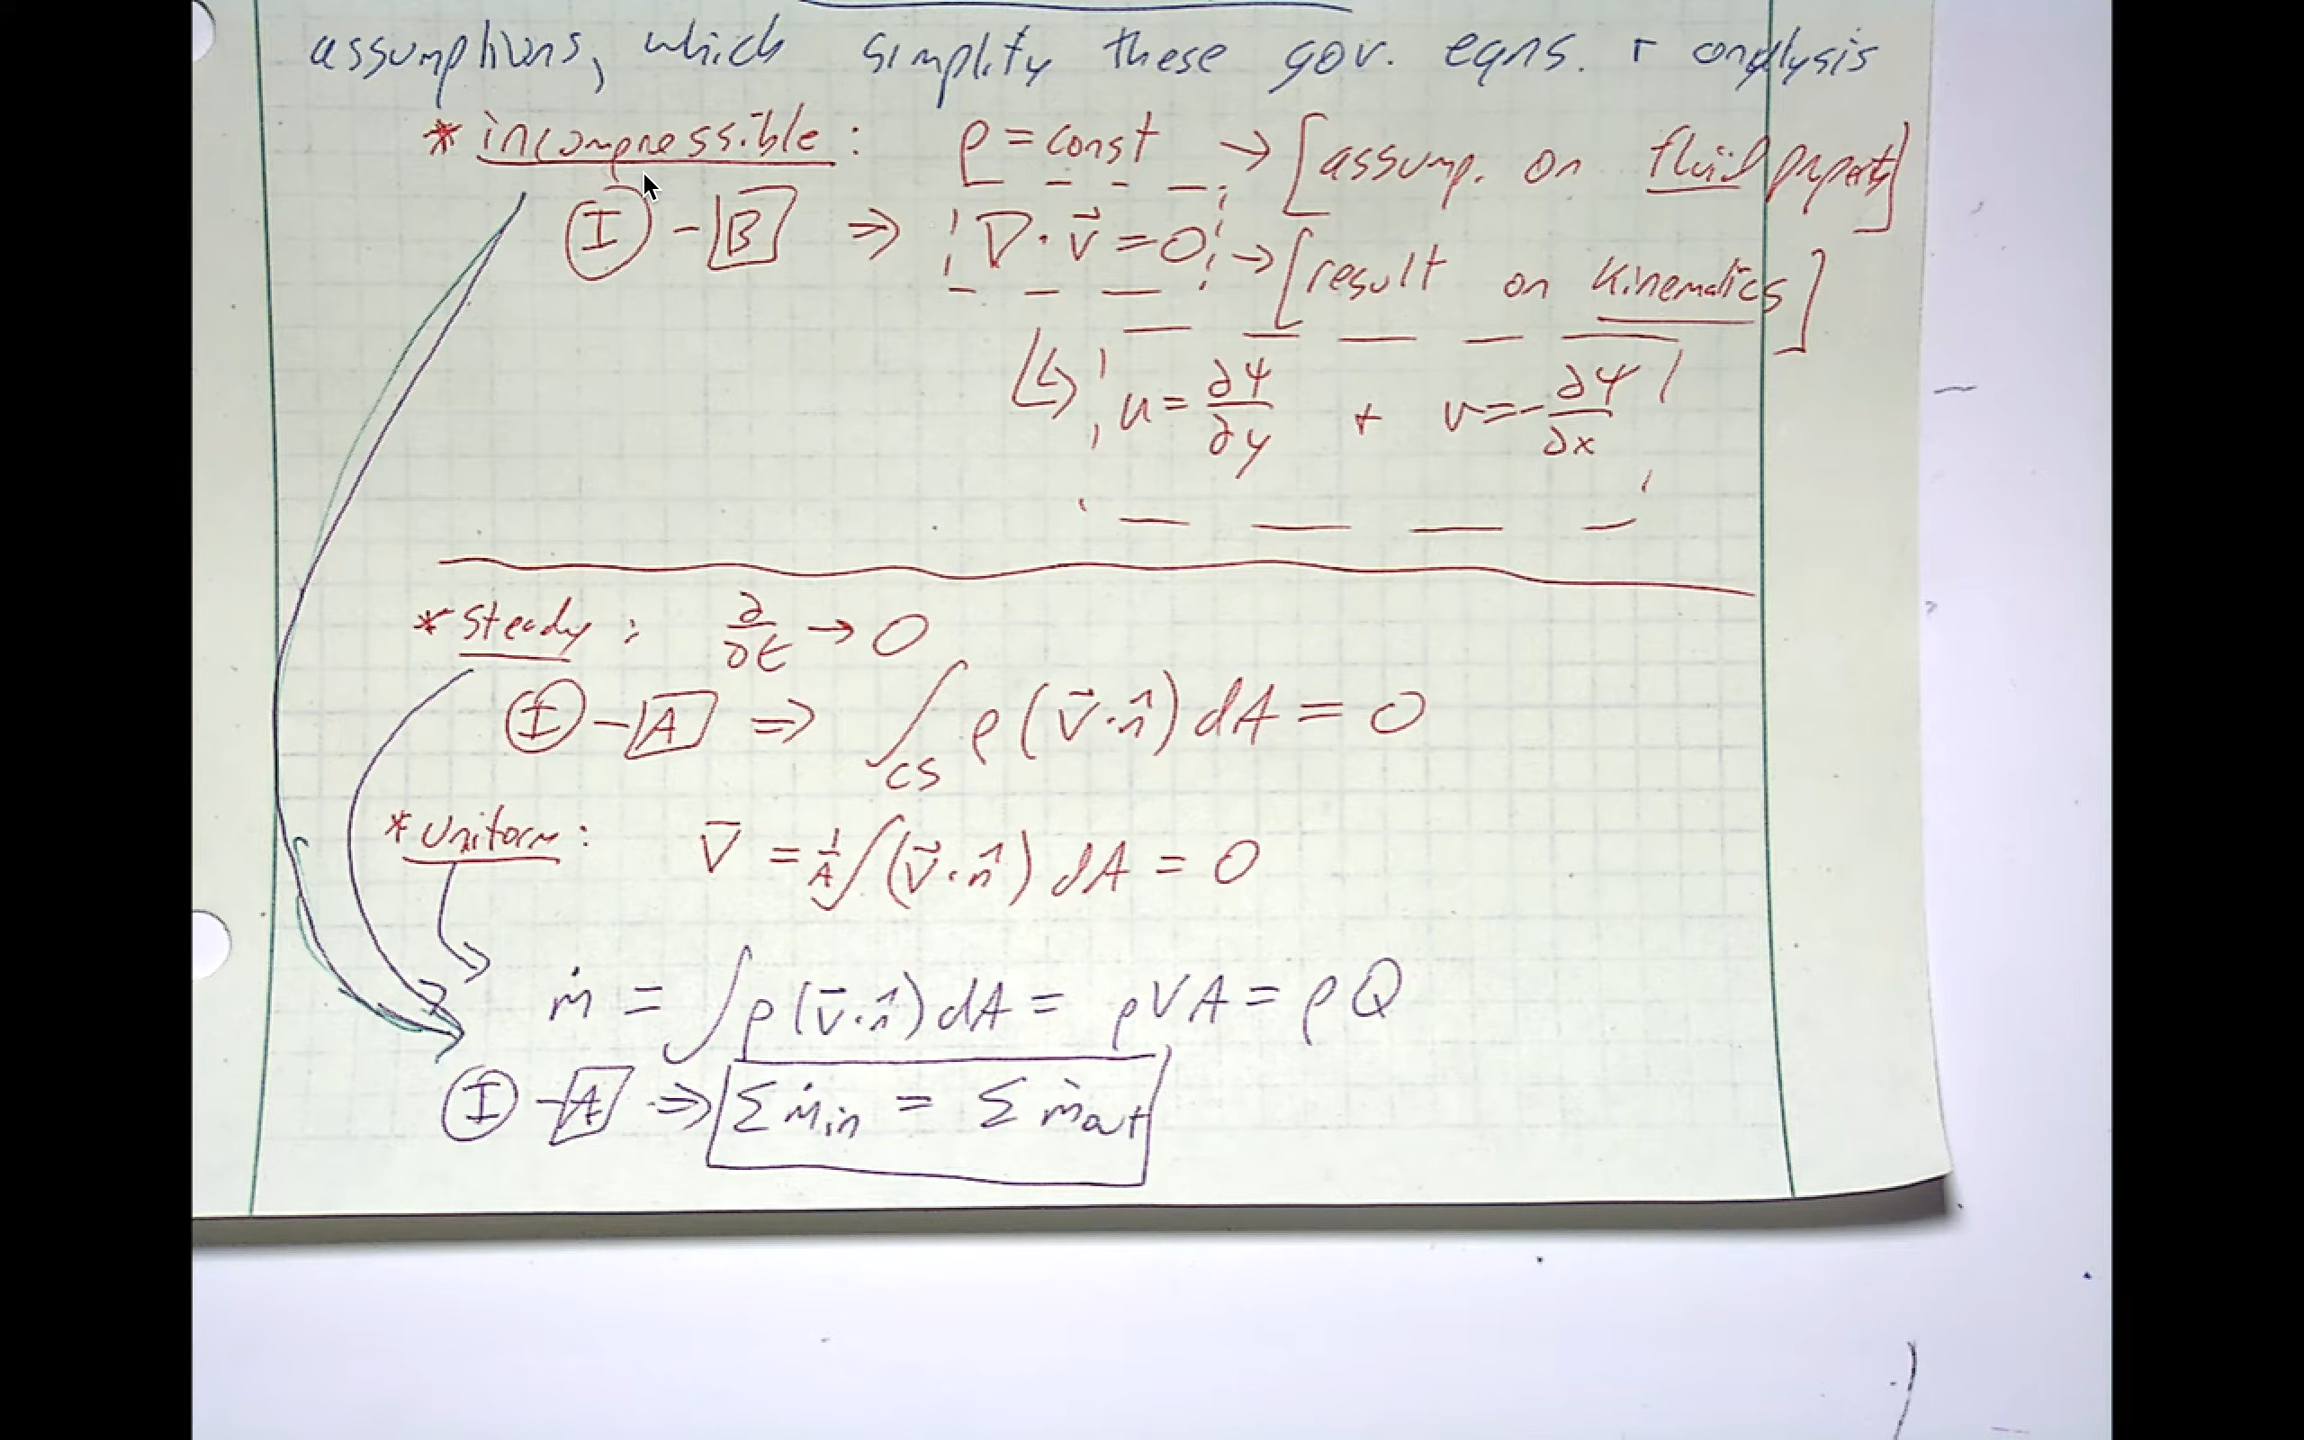 assumptions, which simplify these gov. eqns. + analysis
* incompressible: ρ = const → [assump. on fluid property]
(I) - [B] ⇒ ∇·v⃗ = 0 → [result on kinematics]
↳ u = ∂ψ/∂y + v = -∂ψ/∂x
* steady: ∂/∂t → 0
(I) - [A] ⇒ ∫_CS ρ(v⃗·n̂) dA = 0
* uniform: V̄ = 1/A ∫(v⃗·n̂) dA = 0
ṁ = ∫ρ(v⃗·n̂) dA = ρVA = ρQ
(I) - [A] ⇒ Σṁin = Σṁout